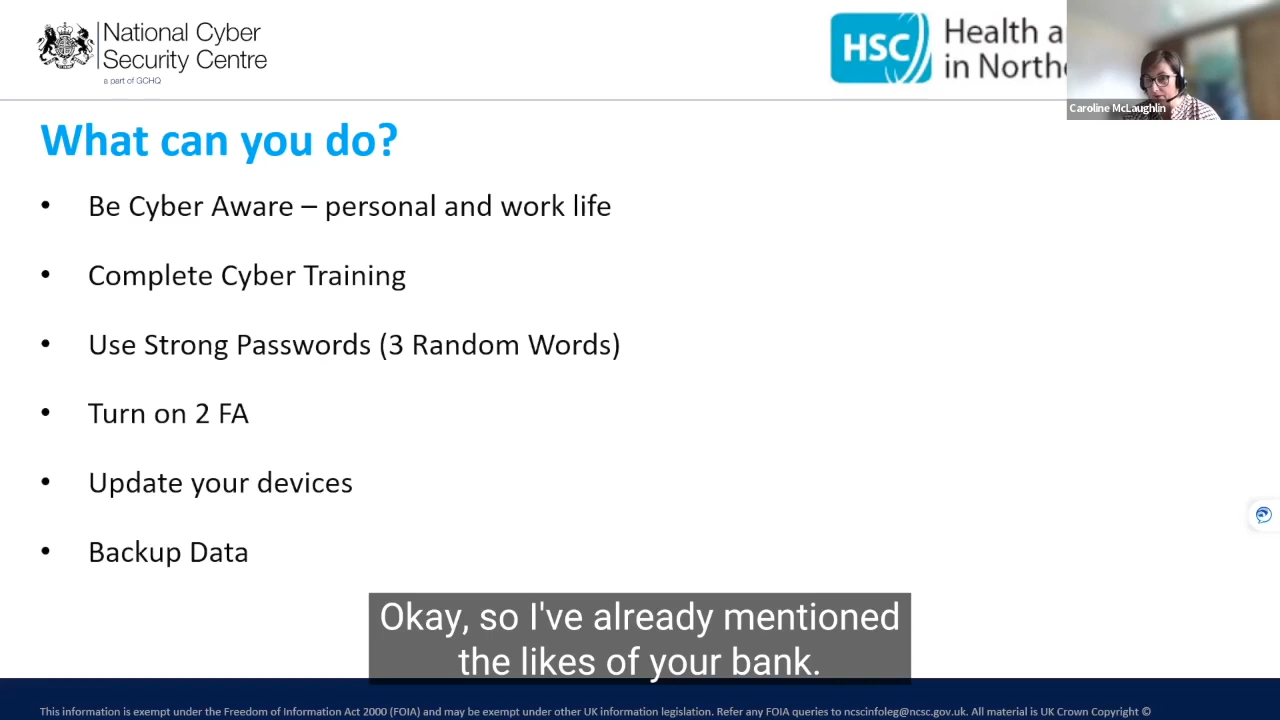 National Cyber
Security Centre
a part of GCHQ
HSC
Health a
in North
Caroline McLaughlin
What can you do?
• Be Cyber Aware – personal and work life
• Complete Cyber Training
• Use Strong Passwords (3 Random Words)
• Turn on 2 FA
• Update your devices
• Backup Data
Okay, so I've already mentioned
the likes of your bank.
This information is exempt under the Freedom of Information Act 2000 (FOIA) and may be exempt under other UK information legislation. Refer any FOIA queries to ncscinfoleg@ncsc.gov.uk. All material is UK Crown Copyright ©